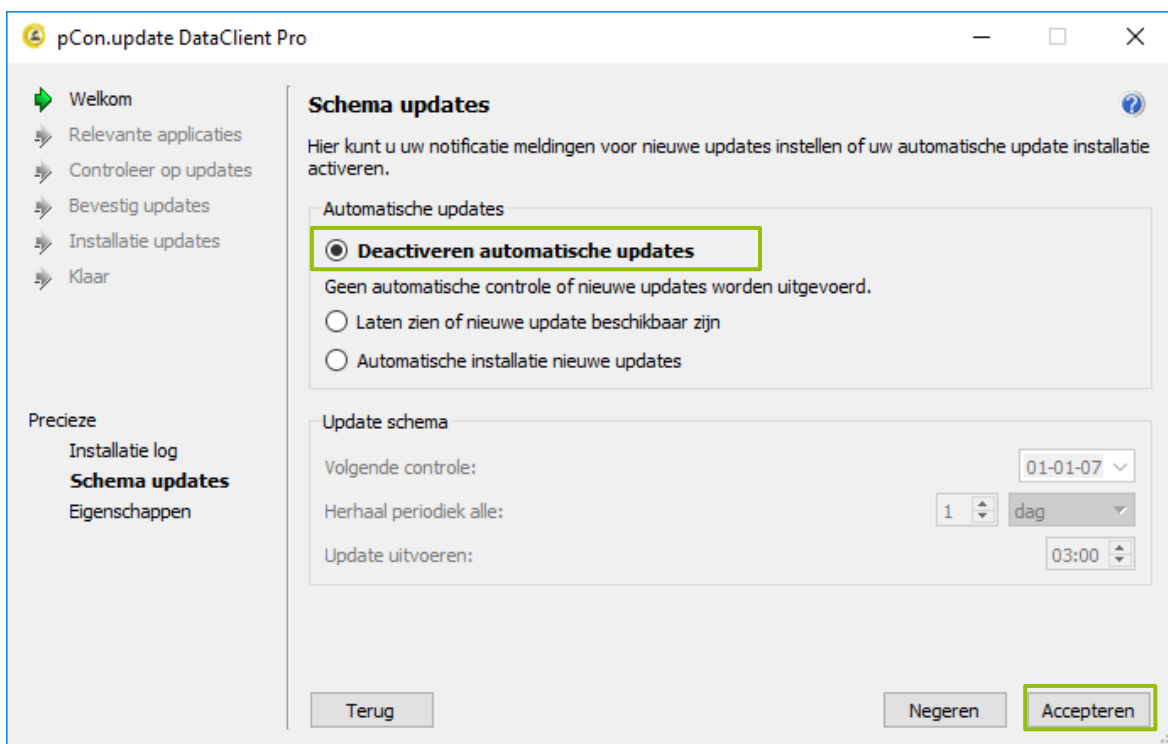 pCon.update DataClient Pro
Welkom
Relevante applicaties
Controleer op updates
Bevestig updates
Installatie updates
Klaar
Precieze
Installatie log
Schema updates
Eigenschappen
Schema updates
Hier kunt u uw notificatie meldingen voor nieuwe updates instellen of uw automatische update installatie
activeren.
Automatische updates
Deactiveren automatische updates
Geen automatische controle of nieuwe updates worden uitgevoerd.
Laten zien of nieuwe update beschikbaar zijn
Automatische installatie nieuwe updates
Update schema
Volgende controle: 01-01-07
Herhaal periodiek alle: 1 dag
Update uitvoeren: 03:00
Terug Negeren Accepteren